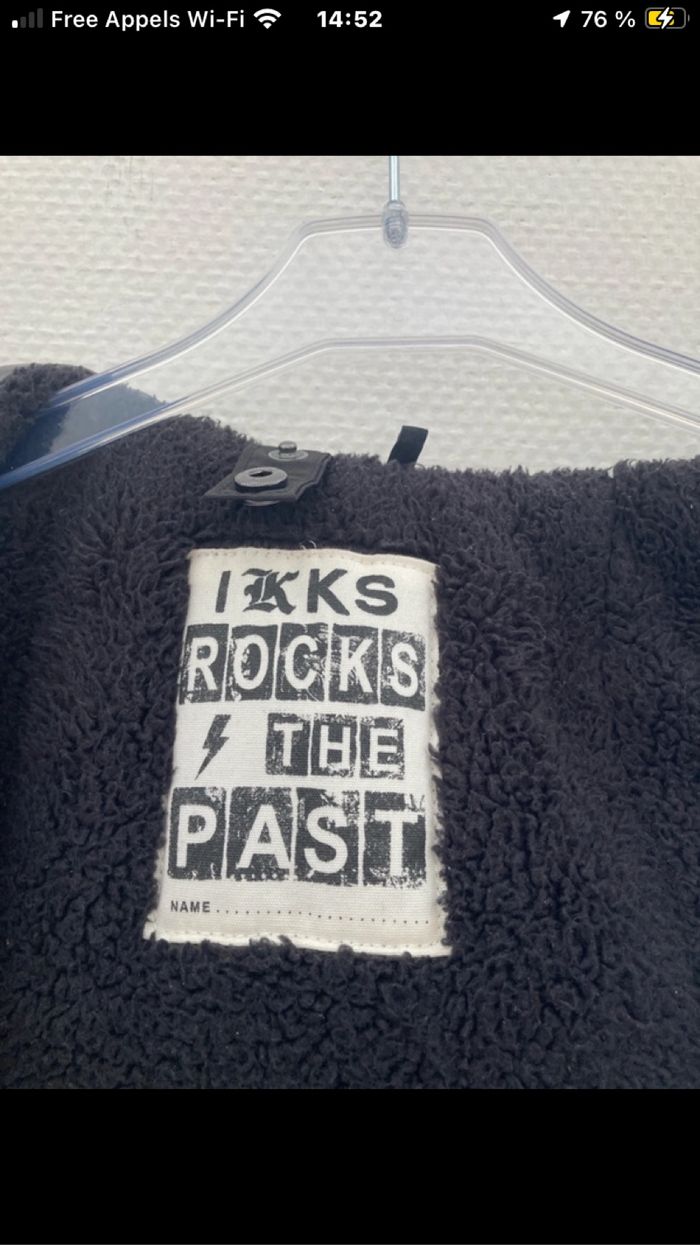 Free Appels Wi-Fi 14:52 76 %
IKKS
ROCKS
THE
PAST
NAME....................